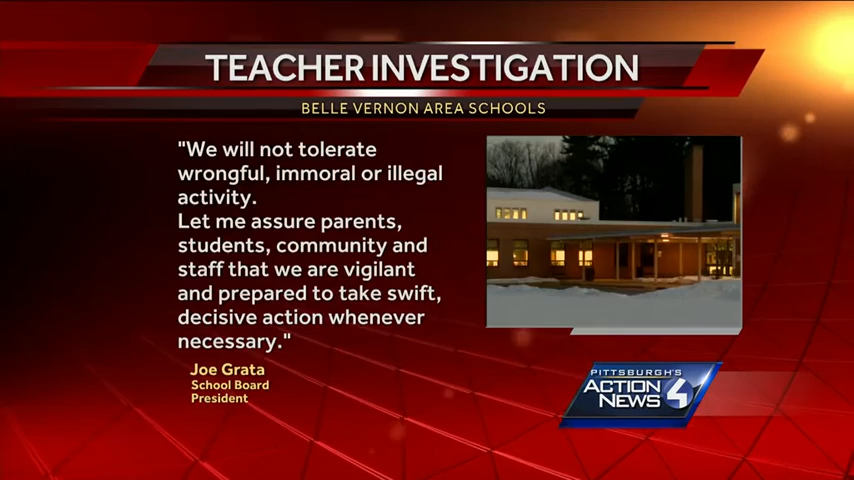 TEACHER INVESTIGATION
BELLE VERNON AREA SCHOOLS
"We will not tolerate
wrongful, immoral or illegal
activity.
Let me assure parents,
students, community and
staff that we are vigilant
and prepared to take swift,
decisive action whenever
necessary."
Joe Grata
School Board
President
PITTSBURGH'S
ACTION
NEWS 4